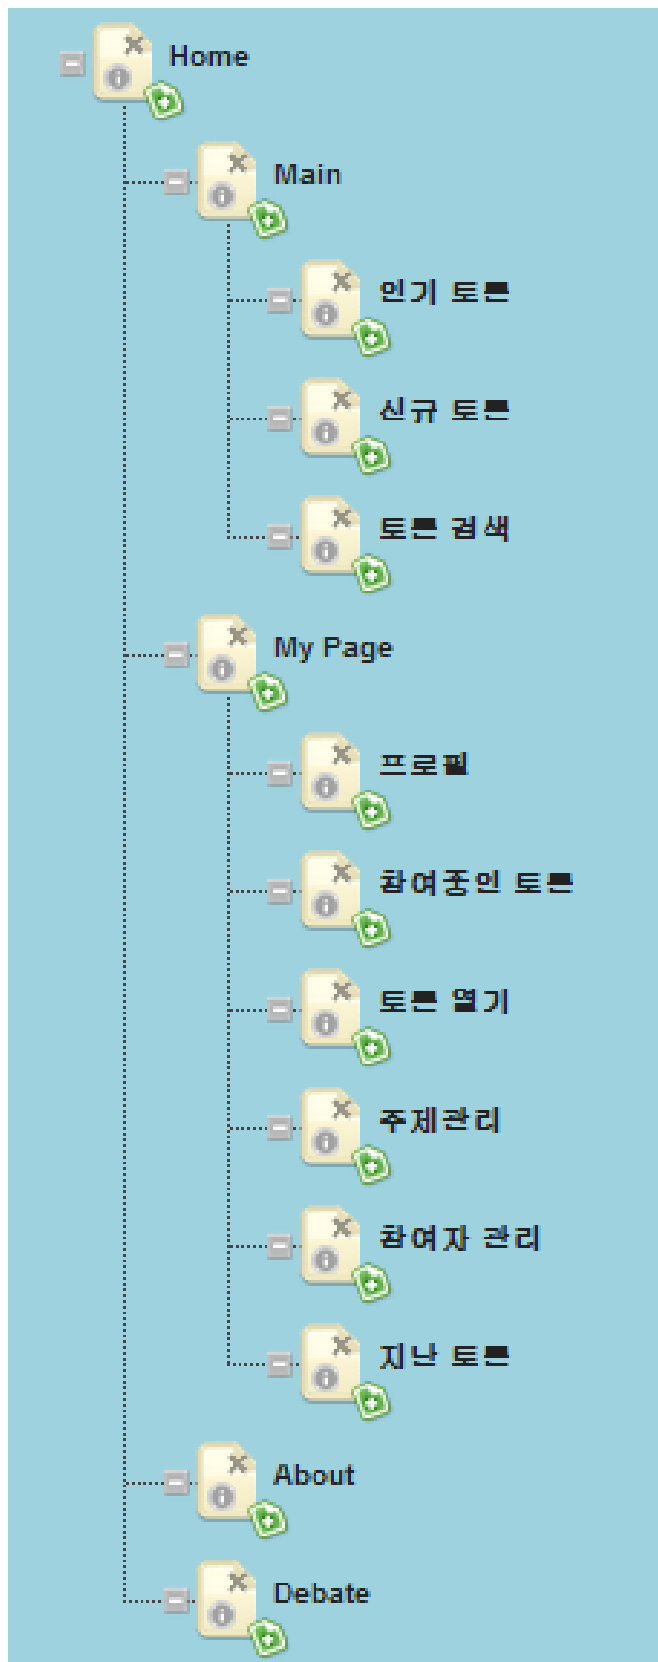 Home
Main
인기 토론
신규 토론
토론 검색
My Page
프로필
참여중인 토론
토론 열기
주제관리
참여자 관리
지난 토론
About
Debate